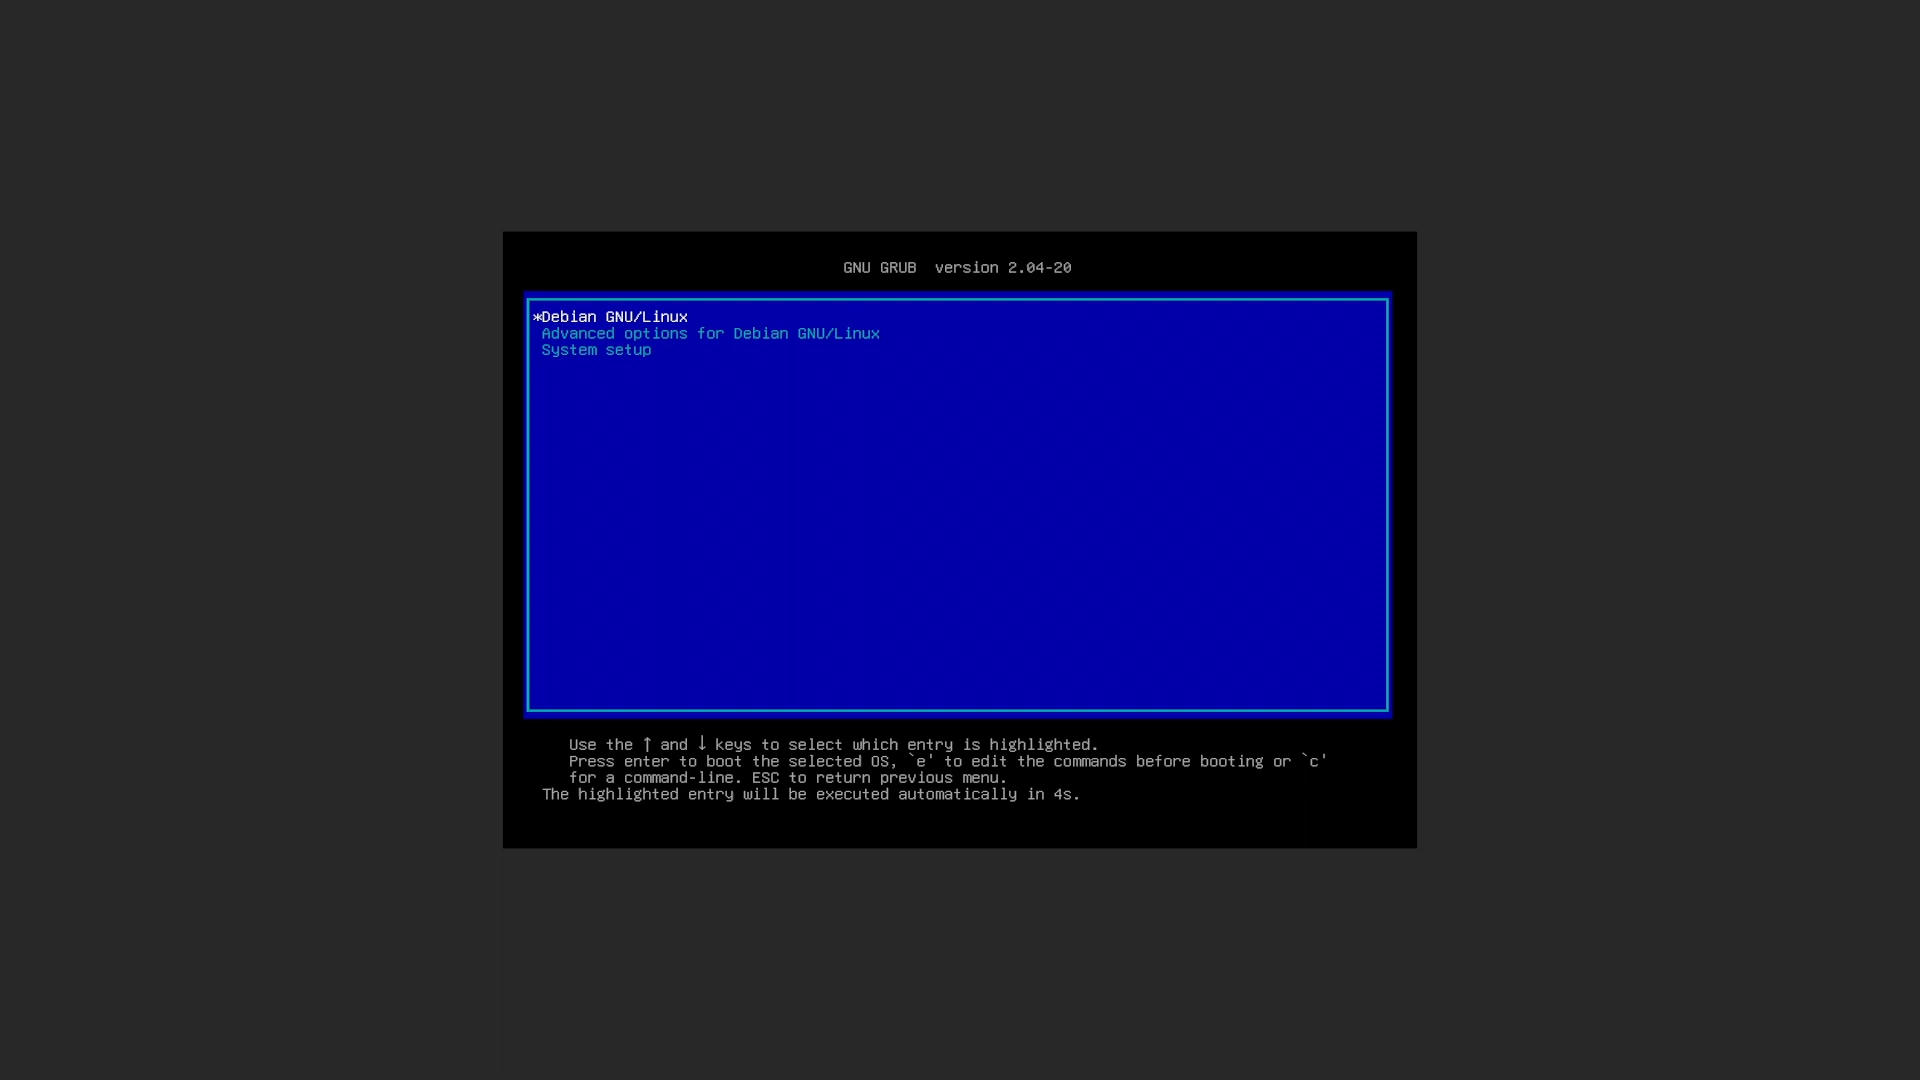 GNU GRUB  version 2.04-20
*Debian GNU/Linux
Advanced options for Debian GNU/Linux
System setup
Use the ↑ and ↓ keys to select which entry is highlighted.
Press enter to boot the selected OS, `e' to edit the commands before booting or `c'
for a command-line. ESC to return previous menu.
The highlighted entry will be executed automatically in 4s.